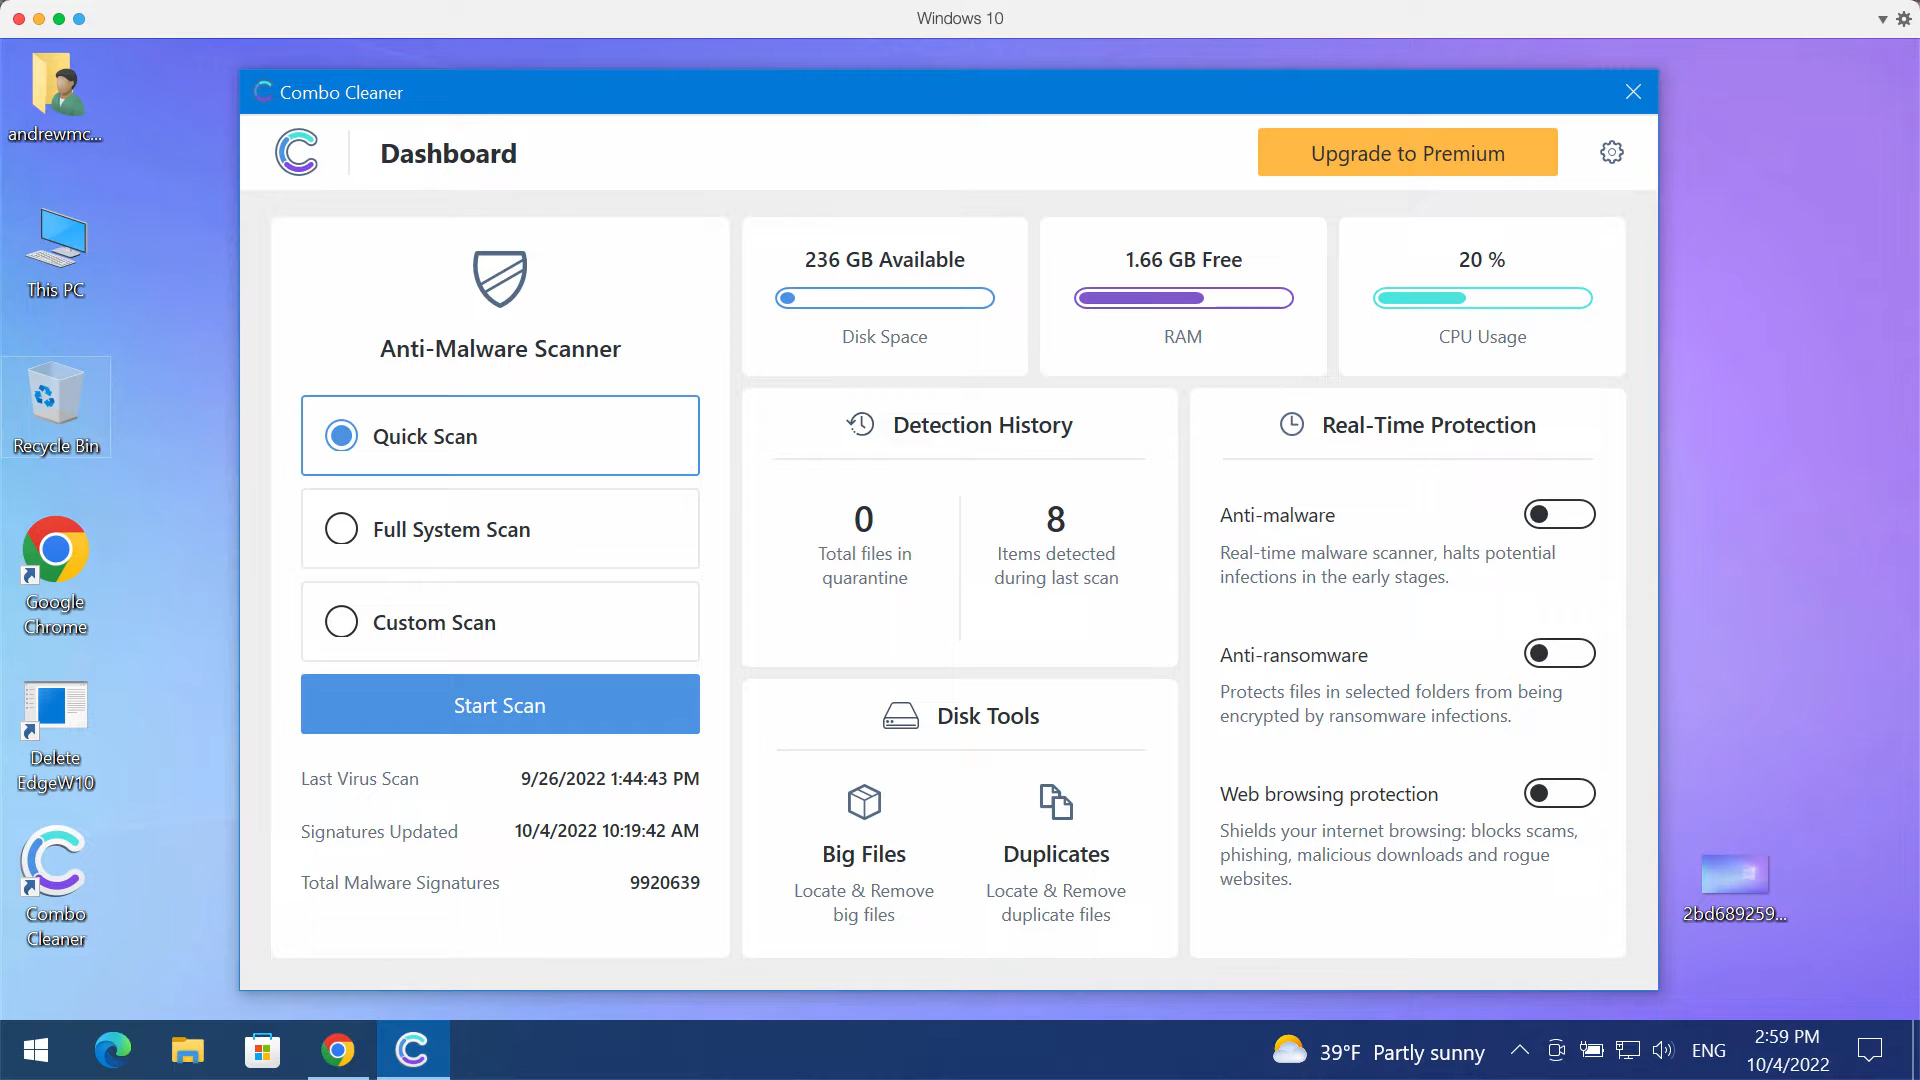 Windows 10
andrewmc...
This PC
Recycle Bin
Google
Chrome
Delete
EdgeW10
Combo
Cleaner
Combo Cleaner
Dashboard
Upgrade to Premium
Anti-Malware Scanner
Quick Scan
Full System Scan
Custom Scan
Start Scan
Last Virus Scan 9/26/2022 1:44:43 PM
Signatures Updated 10/4/2022 10:19:42 AM
Total Malware Signatures 9920639
236 GB Available
Disk Space
1.66 GB Free
RAM
20 %
CPU Usage
Detection History
0
Total files in
quarantine
8
Items detected
during last scan
Disk Tools
Big Files
Locate & Remove
big files
Duplicates
Locate & Remove
duplicate files
Real-Time Protection
Anti-malware
Real-time malware scanner, halts potential
infections in the early stages.
Anti-ransomware
Protects files in selected folders from being
encrypted by ransomware infections.
Web browsing protection
Shields your internet browsing: blocks scams,
phishing, malicious downloads and rogue
websites.
2bd689259...
39°F Partly sunny
ENG
2:59 PM
10/4/2022